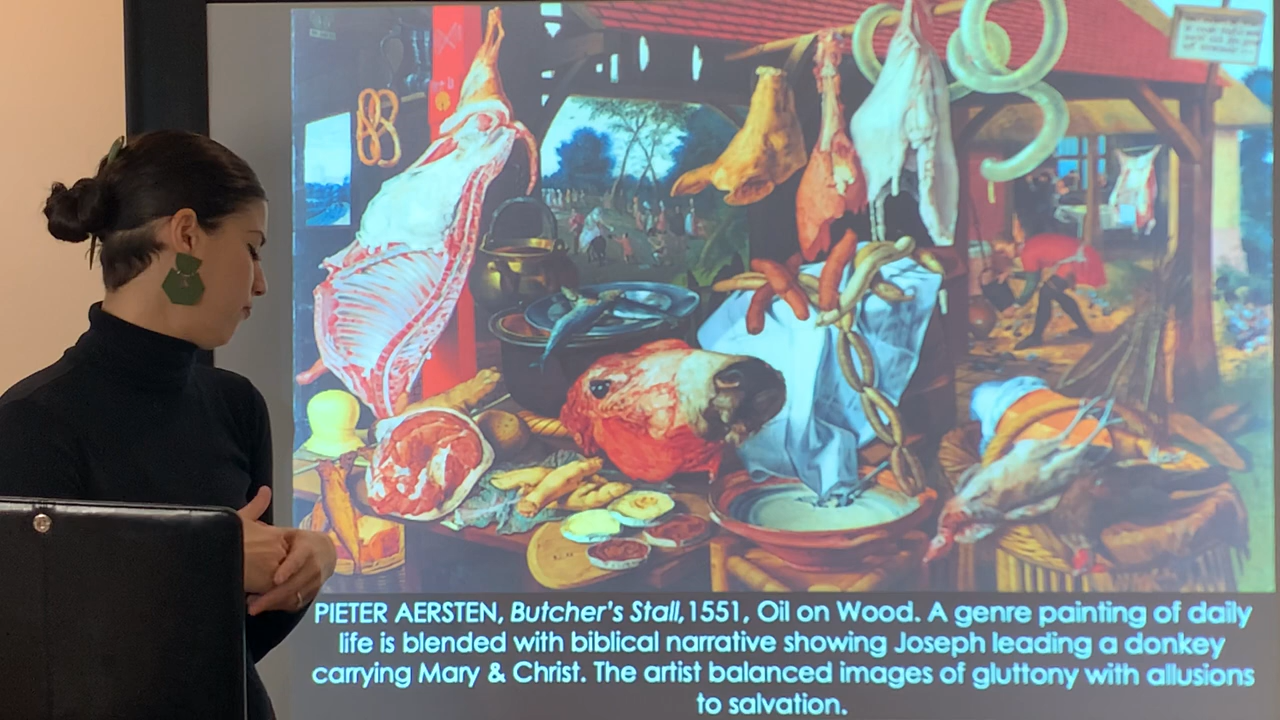 PIETER AERSTEN, Butcher's Stall,1551, Oil on Wood. A genre painting of daily
life is blended with biblical narrative showing Joseph leading a donkey
carrying Mary & Christ. The artist balanced images of gluttony with allusions
to salvation.